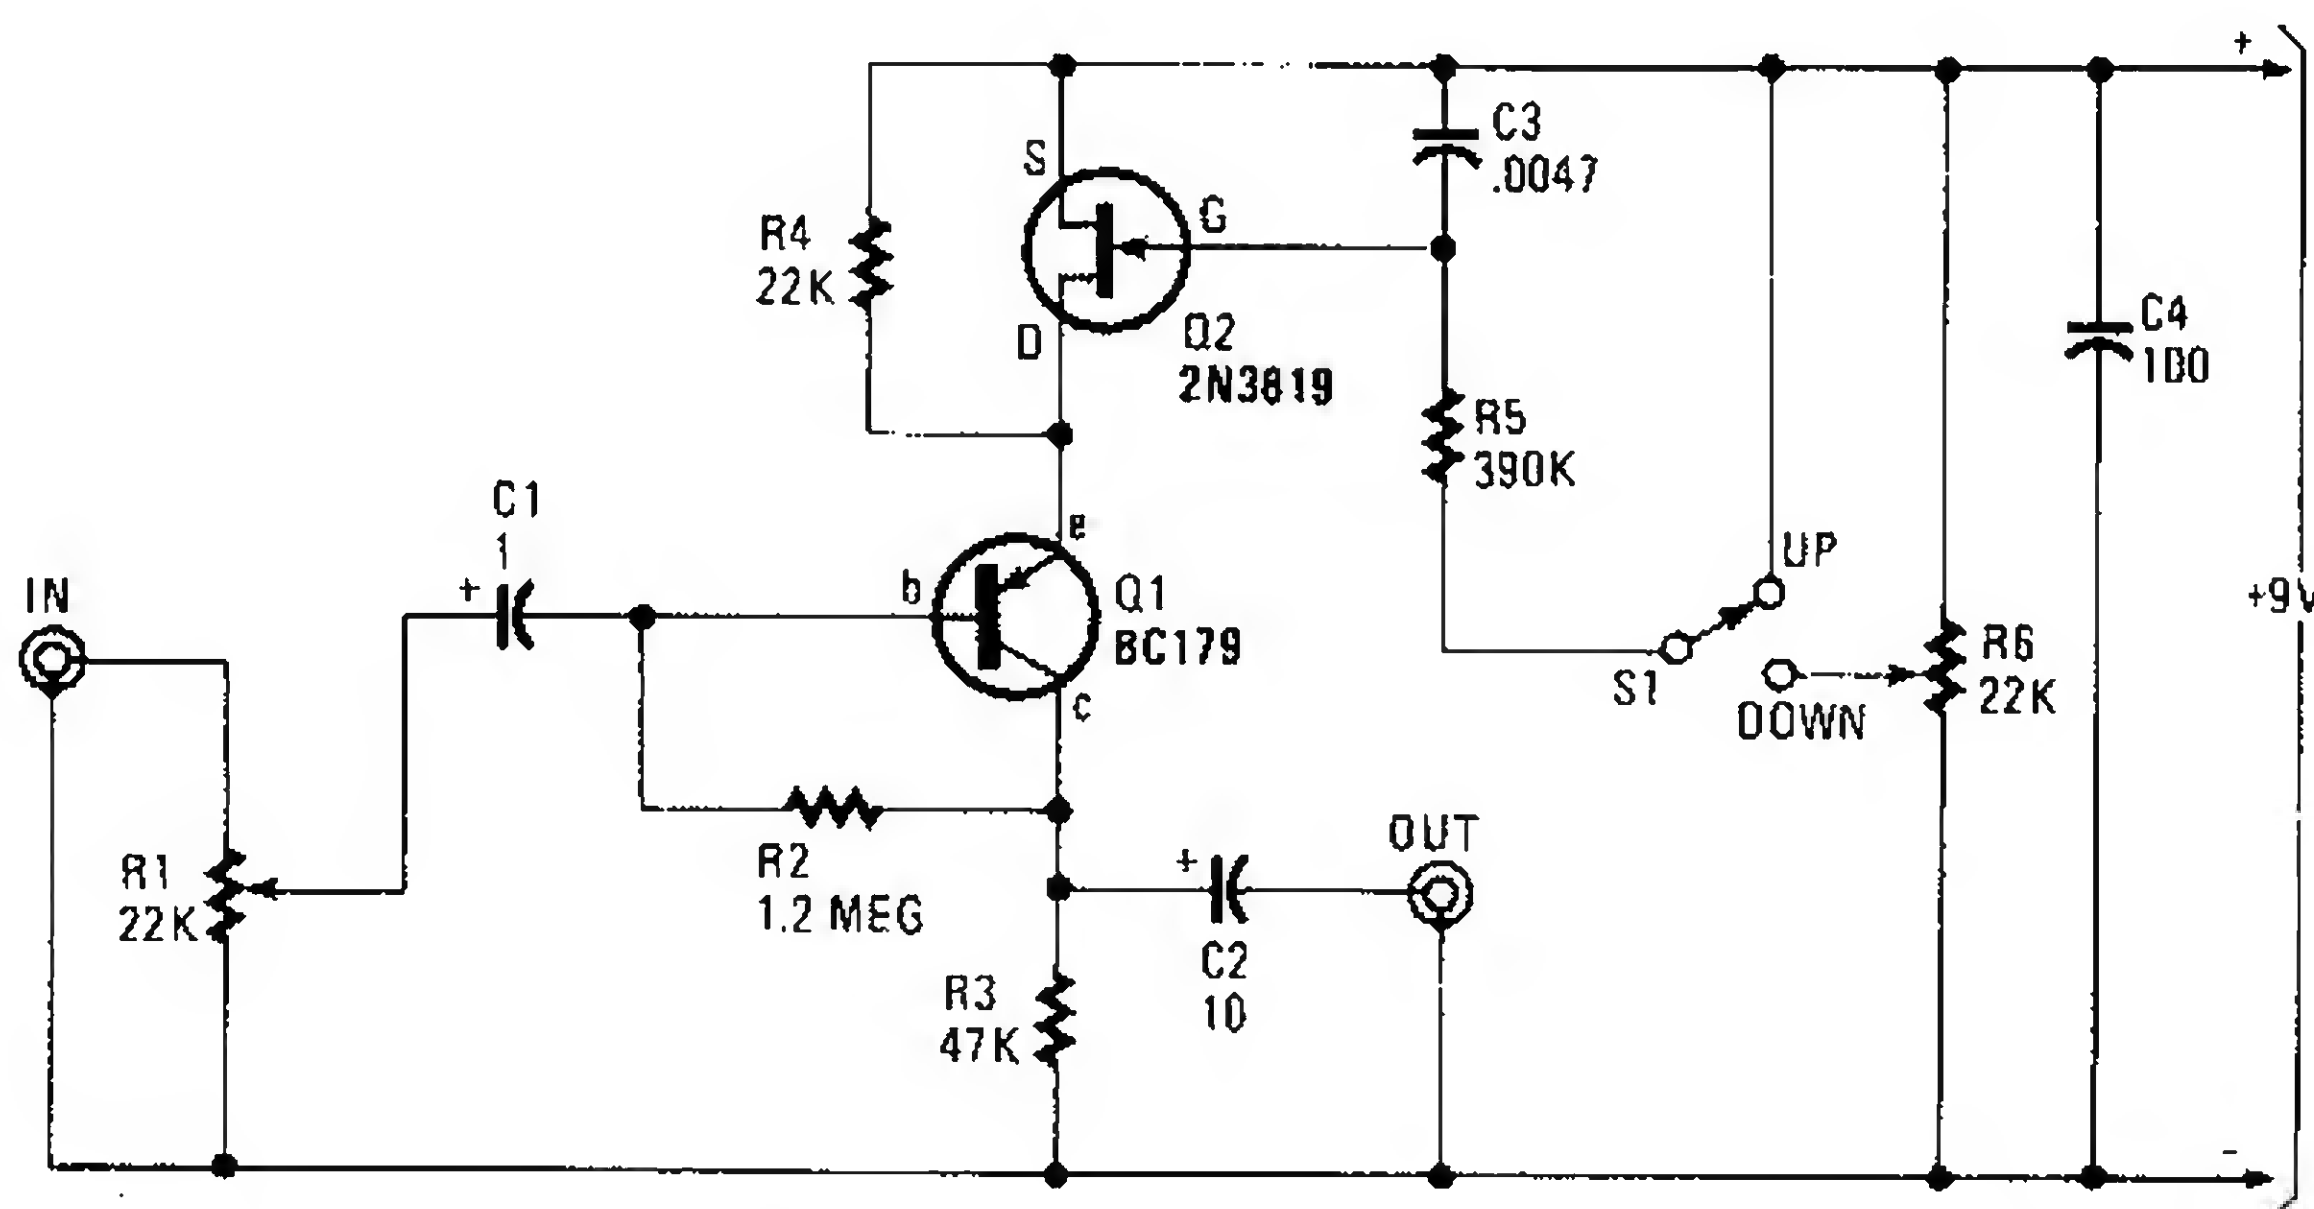 +
C3
.0047
S
G
R4
22K
D
Q2
2N3819
C4
100
R5
390K
C1
1
+
e
b
Q1
BC179
c
IN
UP
+9V
S1
DOWN
R6
22K
R1
22K
R2
1.2 MEG
OUT
+
C2
10
R3
47K
-